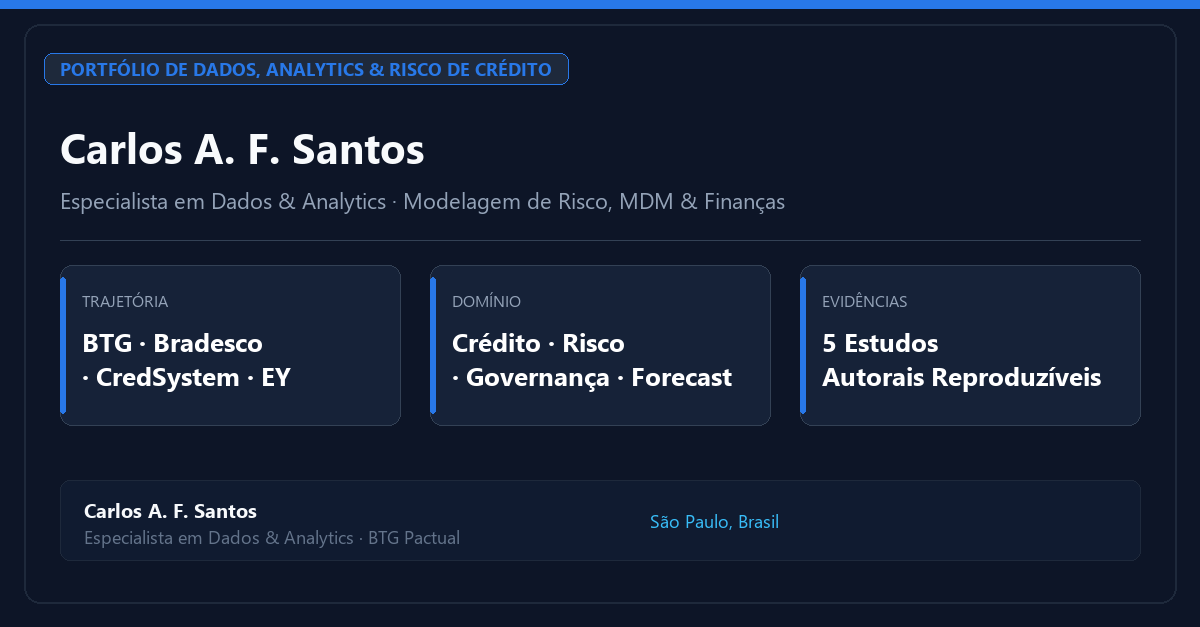 PORTFÓLIO DE DADOS, ANALYTICS & RISCO DE CRÉDITO
Carlos A. F. Santos
Especialista em Dados & Analytics · Modelagem de Risco, MDM & Finanças
TRAJETÓRIA
BTG · Bradesco
· CredSystem · EY
DOMÍNIO
Crédito · Risco
· Governança · Forecast
EVIDÊNCIAS
5 Estudos
Autorais Reproduzíveis
Carlos A. F. Santos
Especialista em Dados & Analytics · BTG Pactual
São Paulo, Brasil